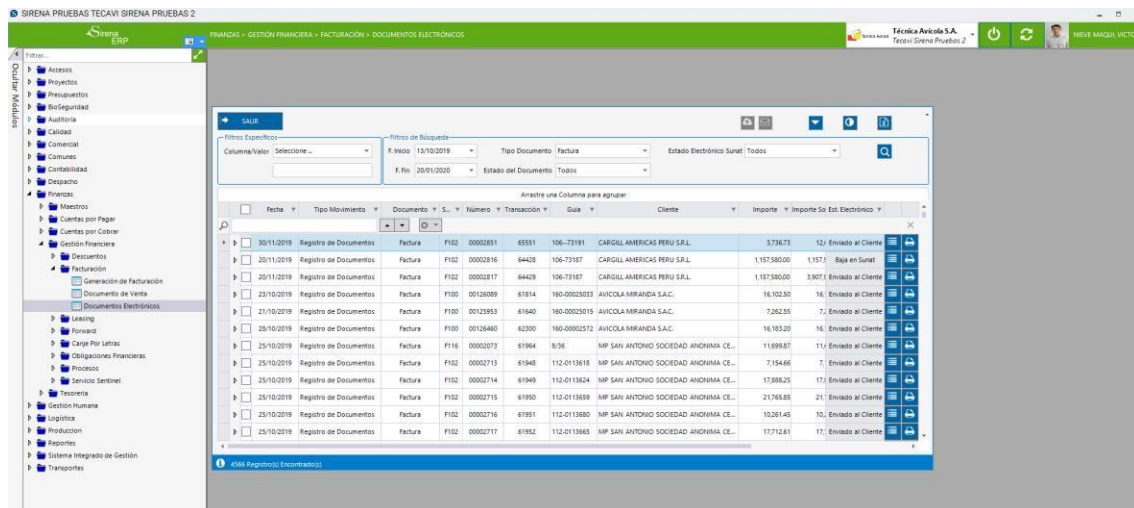 SIRENA PRUEBAS TECAVI SIRENA PRUEBAS 2
Sirena
ERP
FINANZAS > GESTIÓN FINANCIERA > FACTURACIÓN > DOCUMENTOS ELECTRÓNICOS
Técnica Avícola S.A.
Tecavi Sirena Pruebas 2
NIEVE MAQUI, VICTO
Ocultar Módulos
Filtrar...
Accesos
Proyectos
Presupuestos
BioSeguridad
Auditoria
Calidad
Comercial
Comunes
Contabilidad
Despacho
Finanzas
Maestros
Cuentas por Pagar
Cuentas por Cobrar
Gestión Financiera
Descuentos
Facturación
Generación de Facturación
Documento de Venta
Documentos Electrónicos
Leasing
Forward
Canje Por Letras
Obligaciones Financieras
Procesos
Servicio Sentinel
Tesoreria
Gestión Humana
Logística
Produccion
Reportes
Sistema Integrado de Gestión
Transportes
SALIR
Filtros Específicos
Columna/Valor Seleccione ...
Filtros de Búsqueda
F. Inicio 13/10/2019 Tipo Documento Factura Estado Electrónico Sunat Todos
F. Fin 20/01/2020 Estado del Documento Todos
Arrastre una Columna para agrupar
Fecha Tipo Movimiento Documento S... Número Transacción Guia Cliente Importe Importe So Est. Electrónico
30/11/2019 Registro de Documentos Factura F102 00002851 65551 106--73191 CARGILL AMERICAS PERU S.R.L. 3,736.73 12,( Enviado al Cliente
20/11/2019 Registro de Documentos Factura F102 00002816 64428 106-73187 CARGILL AMERICAS PERU S.R.L. 1,157,580.00 1,157,5 Baja en Sunat
20/11/2019 Registro de Documentos Factura F102 00002817 64429 106-73187 CARGILL AMERICAS PERU S.R.L. 1,157,580.00 3,907,1 Enviado al Cliente
23/10/2019 Registro de Documentos Factura F100 00126089 61814 160-00025033 AVICOLA MIRANDA S.A.C. 16,102.50 16, Enviado al Cliente
21/10/2019 Registro de Documentos Factura F100 00125953 61640 160-00025015 AVICOLA MIRANDA S.A.C. 7,262.55 7,. Enviado al Cliente
28/10/2019 Registro de Documentos Factura F100 00126460 62300 160-00002572 AVICOLA MIRANDA S.A.C. 16,183.20 16, Enviado al Cliente
25/10/2019 Registro de Documentos Factura F116 00002073 61964 8/36 MP SAN ANTONIO SOCIEDAD ANONIMA CE... 11,699.87 11,( Enviado al Cliente
25/10/2019 Registro de Documentos Factura F102 00002713 61948 112-0113618 MP SAN ANTONIO SOCIEDAD ANONIMA CE... 7,154.66 7, Enviado al Cliente
25/10/2019 Registro de Documentos Factura F102 00002714 61949 112-0113624 MP SAN ANTONIO SOCIEDAD ANONIMA CE... 17,888.25 17,( Enviado al Cliente
25/10/2019 Registro de Documentos Factura F102 00002715 61950 112-0113659 MP SAN ANTONIO SOCIEDAD ANONIMA CE... 21,765.85 21, Enviado al Cliente
25/10/2019 Registro de Documentos Factura F102 00002716 61951 112-0113680 MP SAN ANTONIO SOCIEDAD ANONIMA CE... 10,261.45 10,. Enviado al Cliente
25/10/2019 Registro de Documentos Factura F102 00002717 61952 112-0113665 MP SAN ANTONIO SOCIEDAD ANONIMA CE... 17,712.61 17, Enviado al Cliente
4566 Registro(s) Encontrado(s)